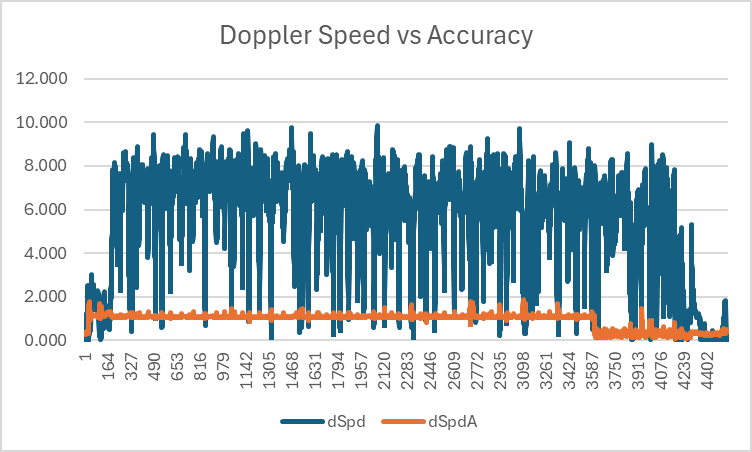 Doppler Speed vs Accuracy
12.000
10.000
8.000
6.000
4.000
2.000
0.000
1 164 327 490 653 816 979 1142 1305 1468 1631 1794 1957 2120 2283 2446 2609 2772 2935 3098 3261 3424 3587 3750 3913 4076 4239 4402
dSpd dSpdA